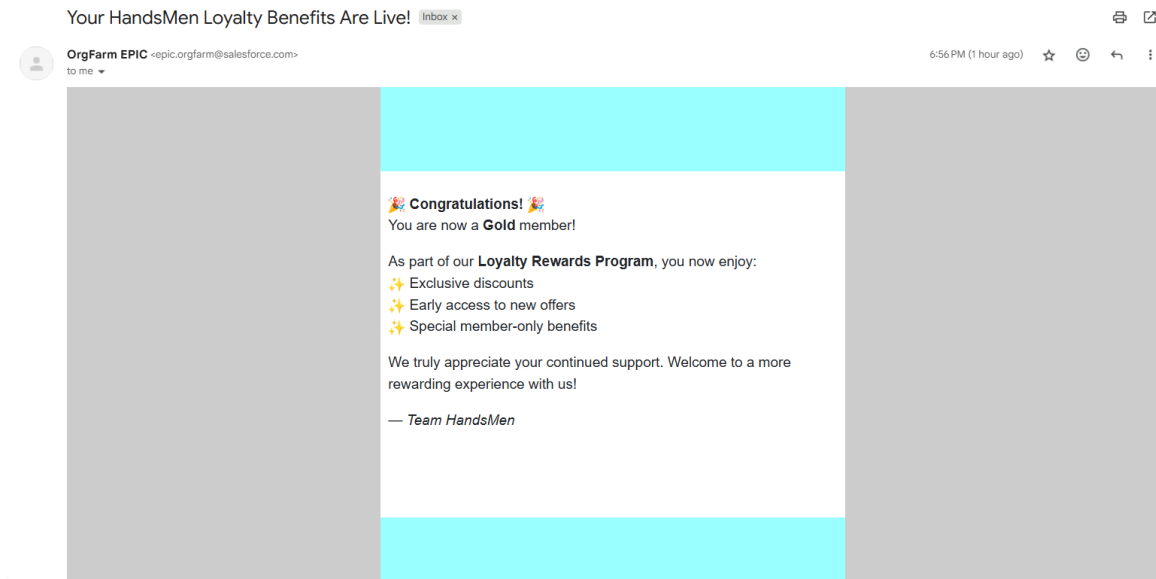 Your HandsMen Loyalty Benefits Are Live! Inbox ×
OrgFarm EPIC <epic.orgfarm@salesforce.com> 6:56 PM (1 hour ago)
to me
🎉 Congratulations! 🎉
You are now a Gold member!
As part of our Loyalty Rewards Program, you now enjoy:
✨ Exclusive discounts
✨ Early access to new offers
✨ Special member-only benefits
We truly appreciate your continued support. Welcome to a more
rewarding experience with us!
— Team HandsMen